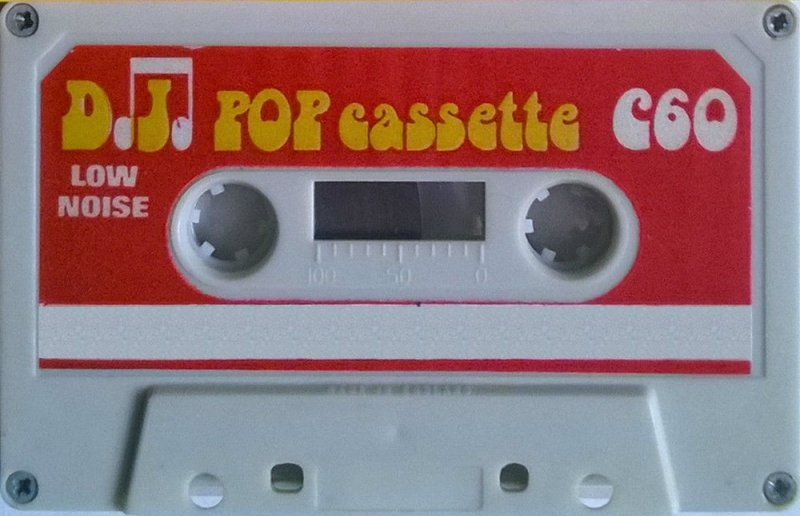 D.J. POP cassette C60
LOW
NOISE
100 50 0